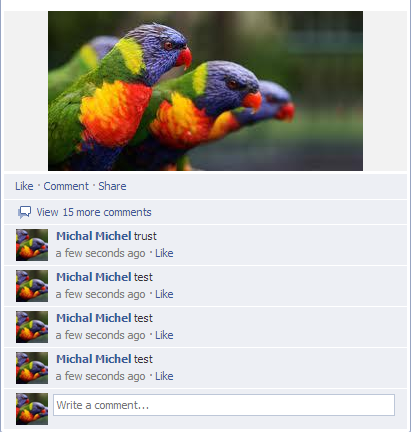 Like · Comment · Share
View 15 more comments
Michal Michel trust
a few seconds ago · Like
Michal Michel test
a few seconds ago · Like
Michal Michel test
a few seconds ago · Like
Michal Michel test
a few seconds ago · Like
Write a comment...